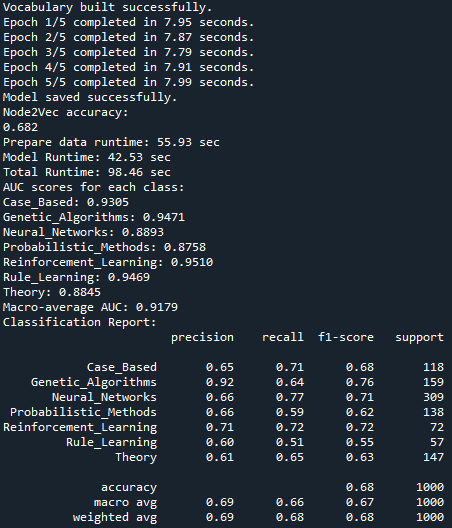 Vocabulary built successfully.
Epoch 1/5 completed in 7.95 seconds.
Epoch 2/5 completed in 7.87 seconds.
Epoch 3/5 completed in 7.79 seconds.
Epoch 4/5 completed in 7.91 seconds.
Epoch 5/5 completed in 7.99 seconds.
Model saved successfully.
Node2Vec accuracy:
0.682
Prepare data runtime: 55.93 sec
Model Runtime: 42.53 sec
Total Runtime: 98.46 sec
AUC scores for each class:
Case_Based: 0.9305
Genetic_Algorithms: 0.9471
Neural_Networks: 0.8893
Probabilistic_Methods: 0.8758
Reinforcement_Learning: 0.9510
Rule_Learning: 0.9469
Theory: 0.8845
Macro-average AUC: 0.9179
Classification Report:
precision recall f1-score support
Case_Based 0.65 0.71 0.68 118
Genetic_Algorithms 0.92 0.64 0.76 159
Neural_Networks 0.66 0.77 0.71 309
Probabilistic_Methods 0.66 0.59 0.62 138
Reinforcement_Learning 0.71 0.72 0.72 72
Rule_Learning 0.60 0.51 0.55 57
Theory 0.61 0.65 0.63 147
accuracy 0.68 1000
macro avg 0.69 0.66 0.67 1000
weighted avg 0.69 0.68 0.68 1000